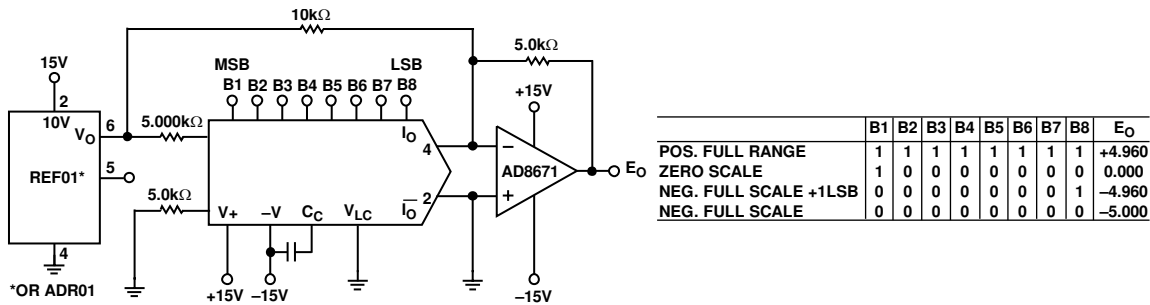 10kΩ
5.0kΩ
15V
MSB
LSB
B1 B2 B3 B4 B5 B6 B7 B8
+15V
2
10V
VO
6
5.000kΩ
IO
4
−
REF01*
5
AD8671
EO
2
+
5.0kΩ
V+
−V
CC
VLC
IO
4
*OR ADR01
+15V
−15V
−15V
B1 B2 B3 B4 B5 B6 B7 B8 EO
POS. FULL RANGE 1 1 1 1 1 1 1 1 +4.960
ZERO SCALE 1 0 0 0 0 0 0 0 0.000
NEG. FULL SCALE +1LSB 0 0 0 0 0 0 0 1 −4.960
NEG. FULL SCALE 0 0 0 0 0 0 0 0 −5.000